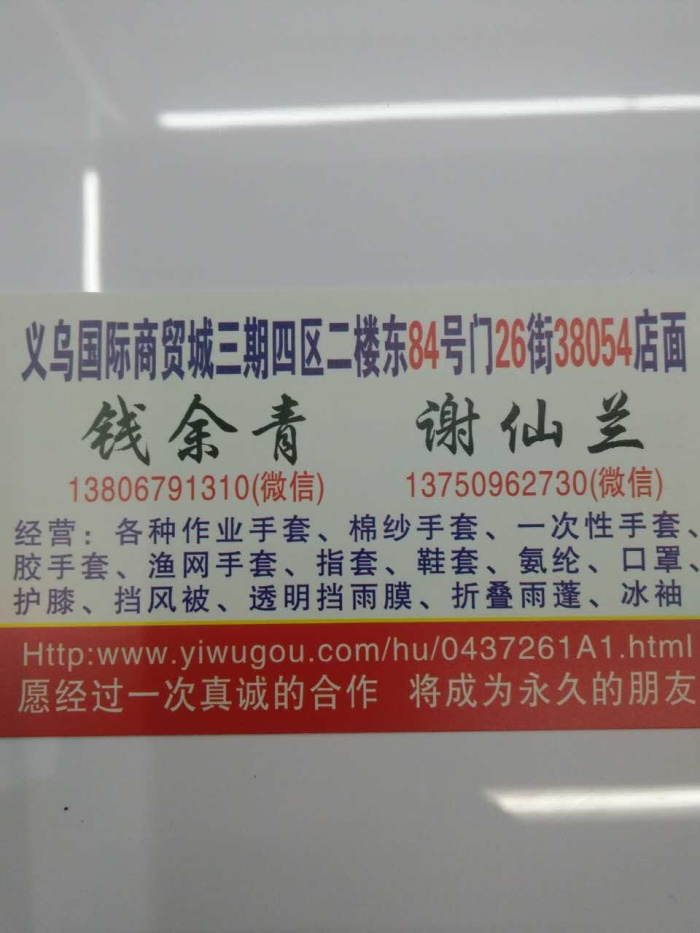 义乌国际商贸城三期四区二楼东84号门26街38054店面
钱余青 谢仙兰
13806791310(微信) 13750962730(微信)
经营：各种作业手套、棉纱手套、一次性手套、
胶手套、渔网手套、指套、鞋套、氨纶、口罩、
护膝、挡风被、透明挡雨膜、折叠雨蓬、冰袖
Http:www.yiwugou.com/hu/0437261A1.html
愿经过一次真诚的合作 将成为永久的朋友